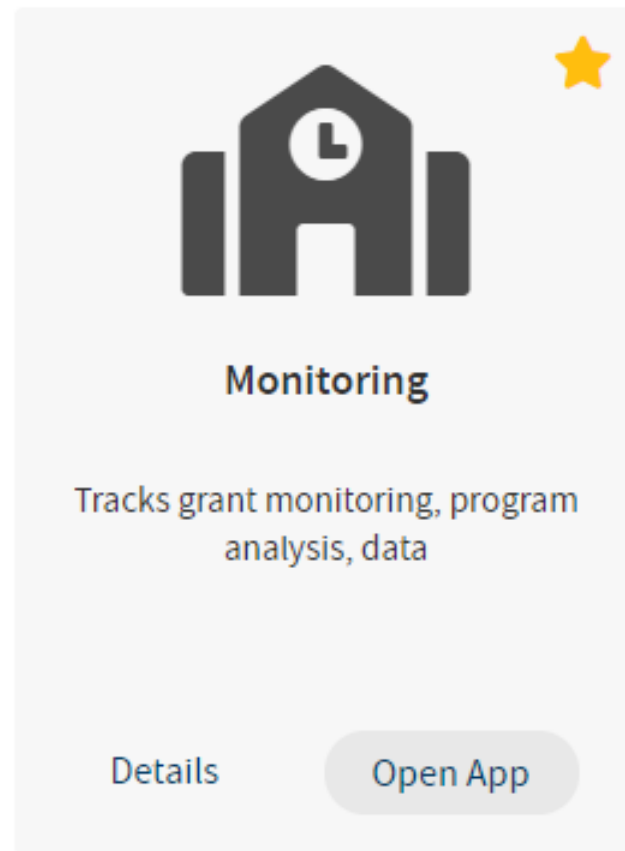 Monitoring
Tracks grant monitoring, program
analysis, data
Details
Open App